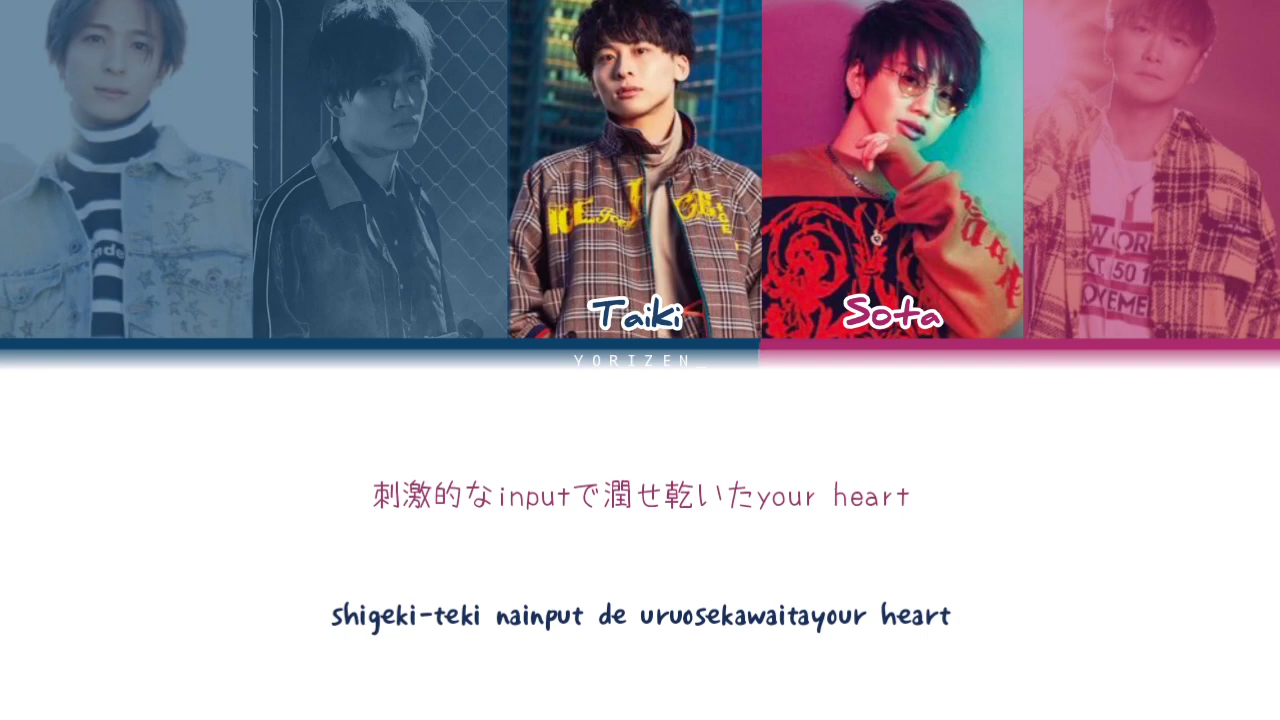 Taiki
Sota
YORIZEN_
刺激的なinputで潤せ乾いたyour heart
shigeki-teki nainput de uruosekawaitayour heart